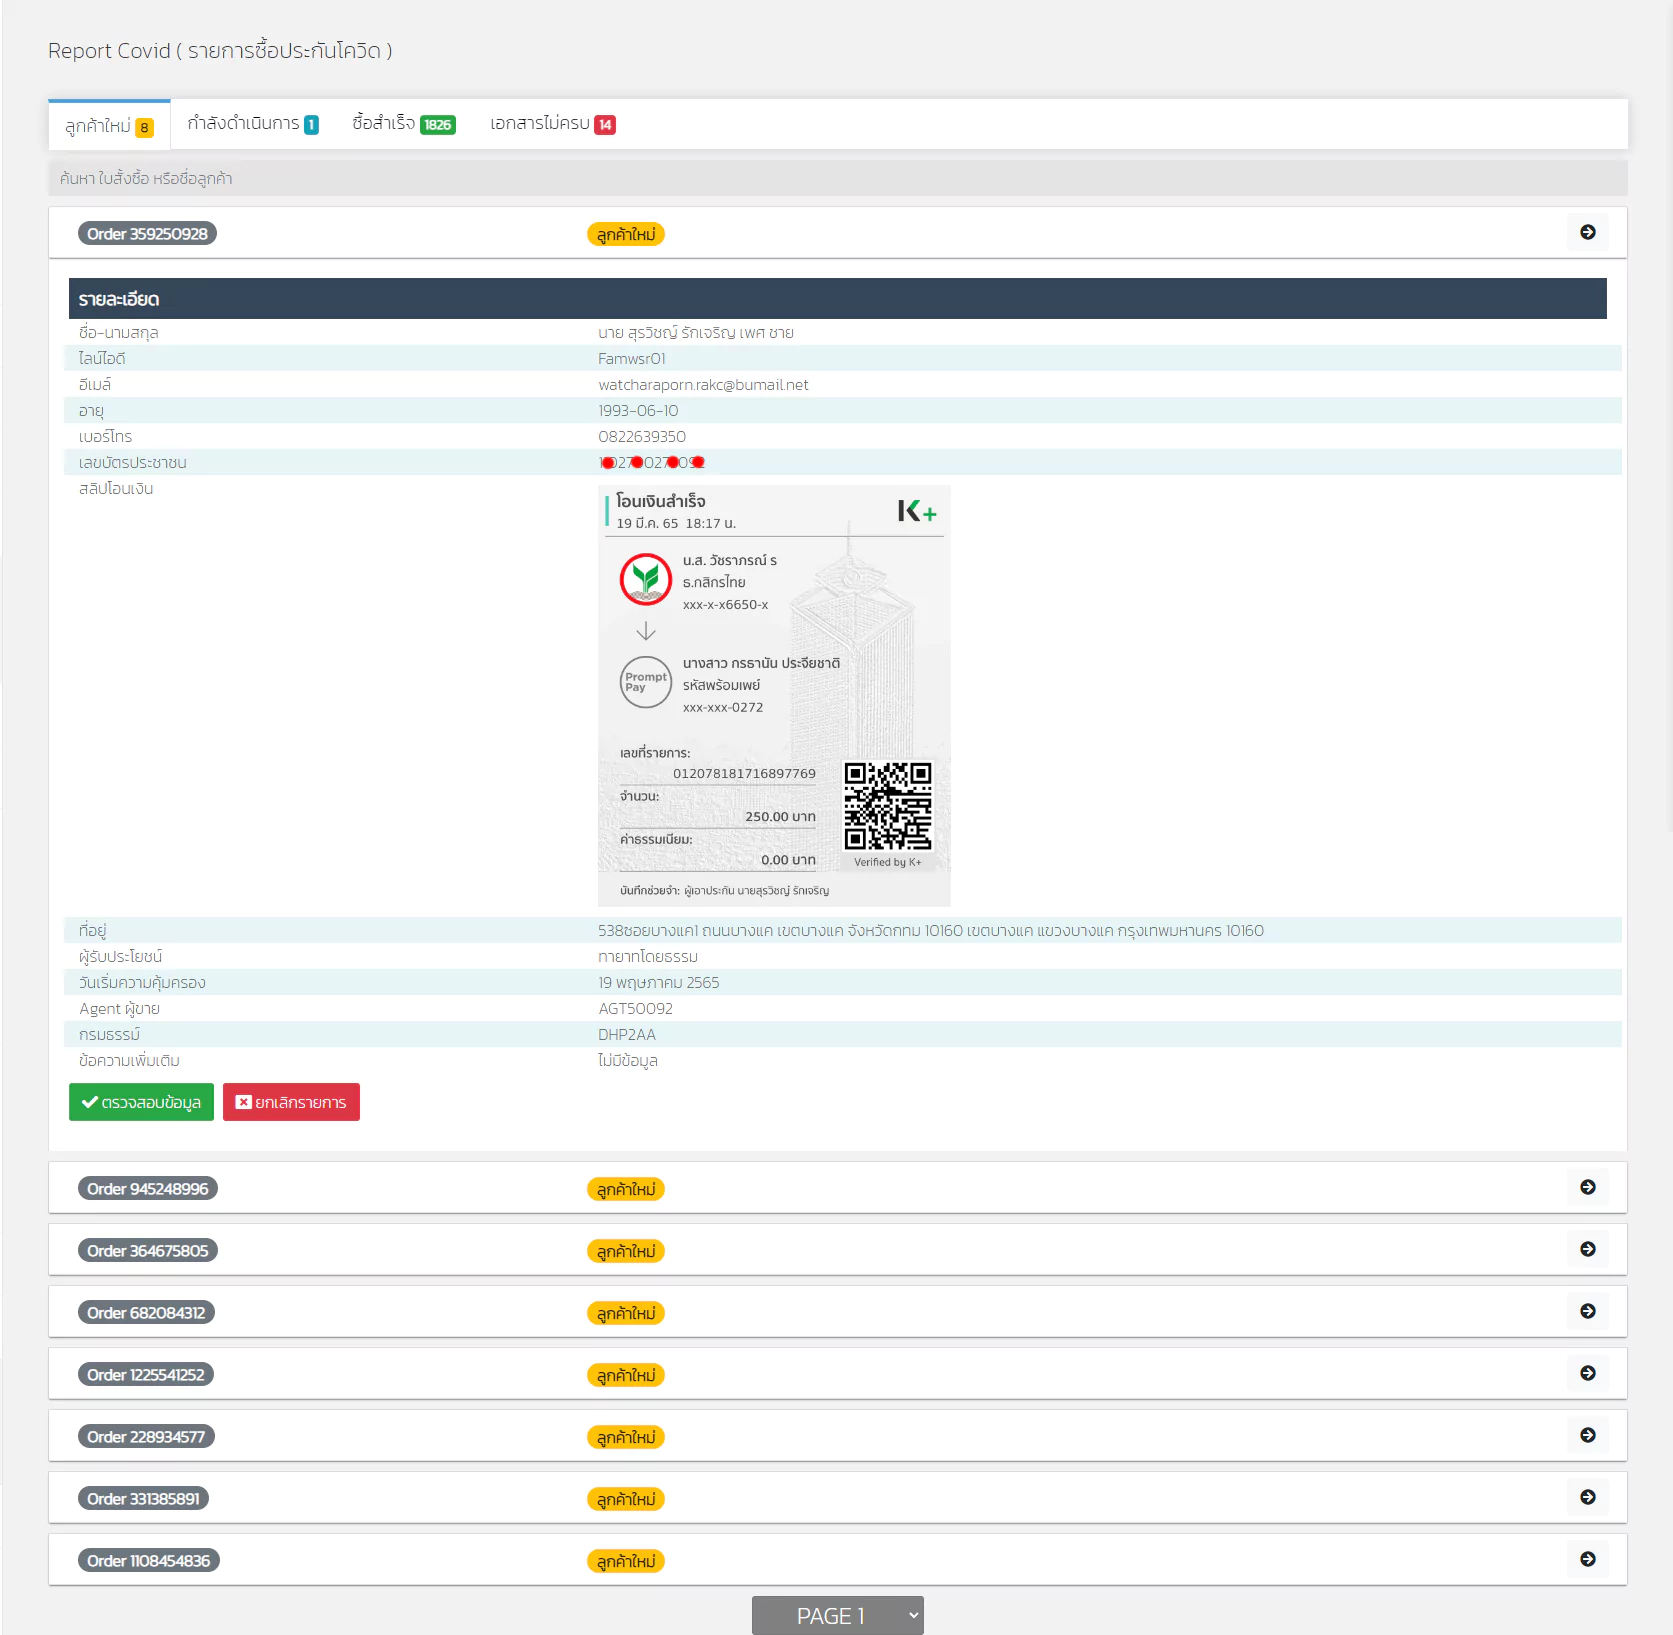 Report Covid ( รายการซื้อประกันโควิด )
ลูกค้าใหม่ 8 กำลังดำเนินการ 1 ซื้อสำเร็จ 1826 เอกสารไม่ครบ 14
ค้นหา ใบสั่งซื้อ หรือชื่อลูกค้า
Order 359250928 ลูกค้าใหม่
รายละเอียด
ชื่อ-นามสกุล นาย สุรวิชญ์ รักเจริญ เพศ ชาย
ไลน์ไอดี Famwsr01
อีเมล์ watcharaporn.rakc@bumail.net
อายุ 1993-06-10
เบอร์โทร 0822639350
เลขบัตรประชาชน
สลิปโอนเงิน
โอนเงินสำเร็จ
19 มี.ค. 65 18:17 น.
K+
น.ส. วัชราภรณ์ ร
ธ.กสิกรไทย
xxx-x-x6650-x
Prompt
Pay
นางสาว กรธานัน ประจียชาติ
รหัสพร้อมเพย์
xxx-xxx-0272
เลขที่รายการ:
012078181716897769
จำนวน:
250.00 บาท
ค่าธรรมเนียม:
0.00 บาท
Verified by K+
บันทึกช่วยจำ: ผู้เอาประกัน นายสุรวิชญ์ รักเจริญ
ที่อยู่ 538ซอยบางแค1 ถนนบางแค เขตบางแค จังหวัดกทม 10160 เขตบางแค แขวงบางแค กรุงเทพมหานคร 10160
ผู้รับประโยชน์ ทายาทโดยธรรม
วันเริ่มความคุ้มครอง 19 พฤษภาคม 2565
Agent ผู้ขาย AGT50092
กรมธรรม์ DHP2AA
ข้อความเพิ่มเติม ไม่มีข้อมูล
ตรวจสอบข้อมูล ยกเลิกรายการ
Order 945248996 ลูกค้าใหม่
Order 364675805 ลูกค้าใหม่
Order 682084312 ลูกค้าใหม่
Order 1225541252 ลูกค้าใหม่
Order 228934577 ลูกค้าใหม่
Order 331385891 ลูกค้าใหม่
Order 1108454836 ลูกค้าใหม่
PAGE 1